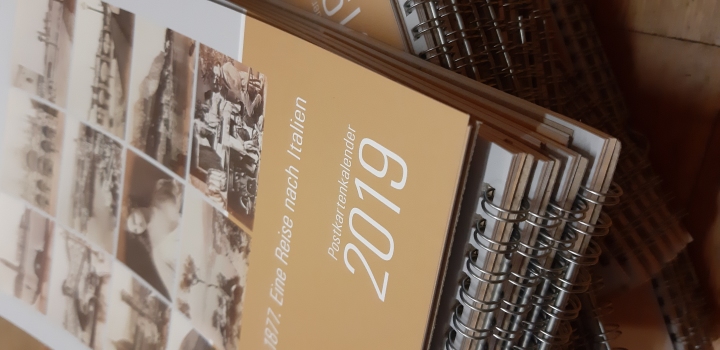 1877. Eine Reise nach Italien
Postkartenkalender
2019